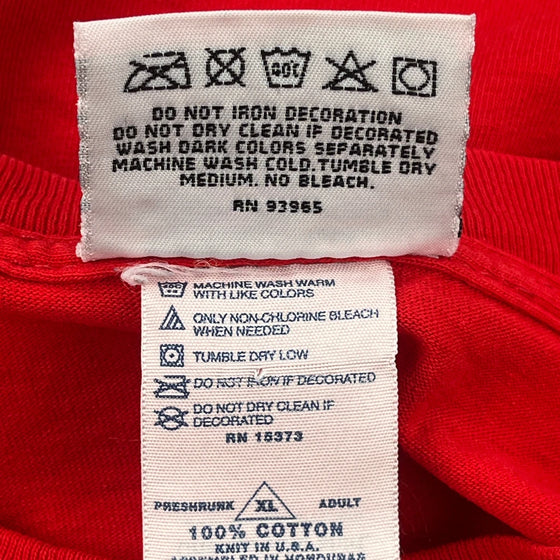 40°C
DO NOT IRON DECORATION
DO NOT DRY CLEAN IF DECORATED
WASH DARK COLORS SEPARATELY
MACHINE WASH COLD.TUMBLE DRY
MEDIUM. NO BLEACH.
RN 93965
MACHINE WASH WARM
WITH LIKE COLORS
ONLY NON-CHLORINE BLEACH
WHEN NEEDED
TUMBLE DRY LOW
DO NOT IRON IF DECORATED
DO NOT DRY CLEAN IF
DECORATED
RN 15373
PRESHRUNK XL ADULT
100% COTTON
KNIT IN U.S.A.
ASSEMBLED IN HONDURAS